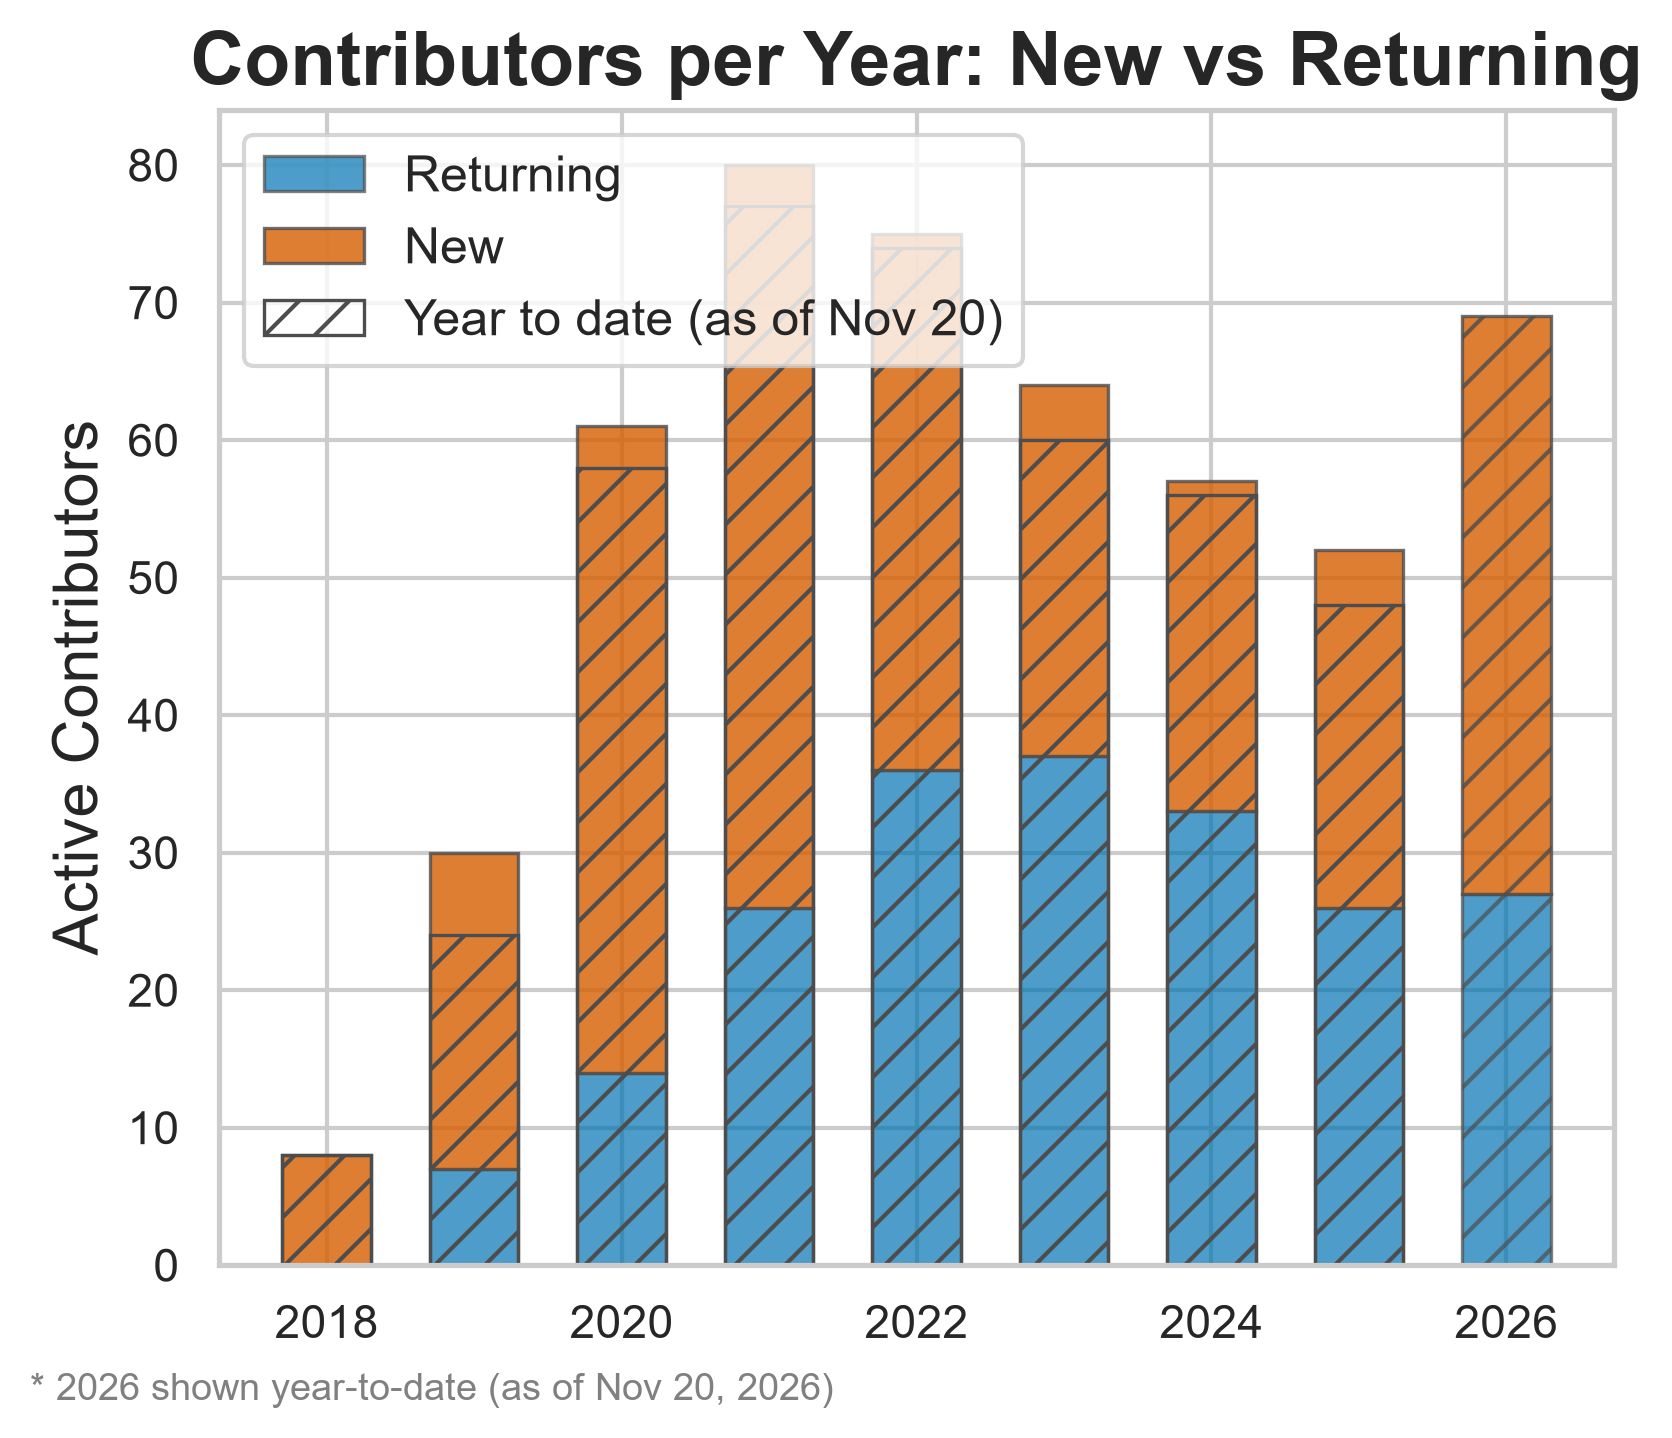 Contributors per Year: New vs Returning
Returning
New
Year to date (as of Nov 20)
Active Contributors
80
70
60
50
40
30
20
10
0
2018 2020 2022 2024 2026
* 2026 shown year-to-date (as of Nov 20, 2026)